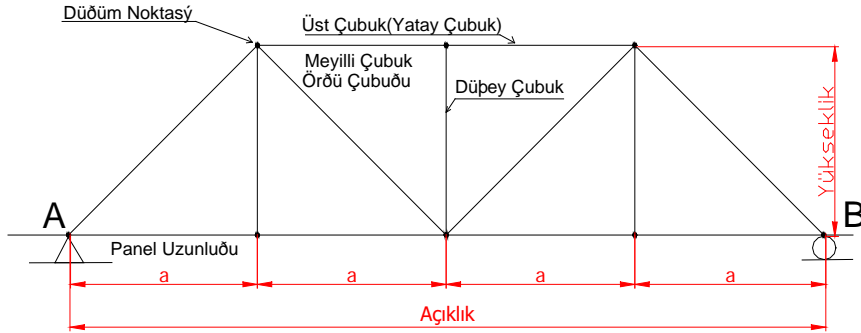 Düðüm Noktasý
Üst Çubuk(Yatay Çubuk)
Meyilli Çubuk
Örðü Çubuðu
Düþey Çubuk
Yükseklik
A
B
Panel Uzunluðu
a
a
a
a
Açıklık